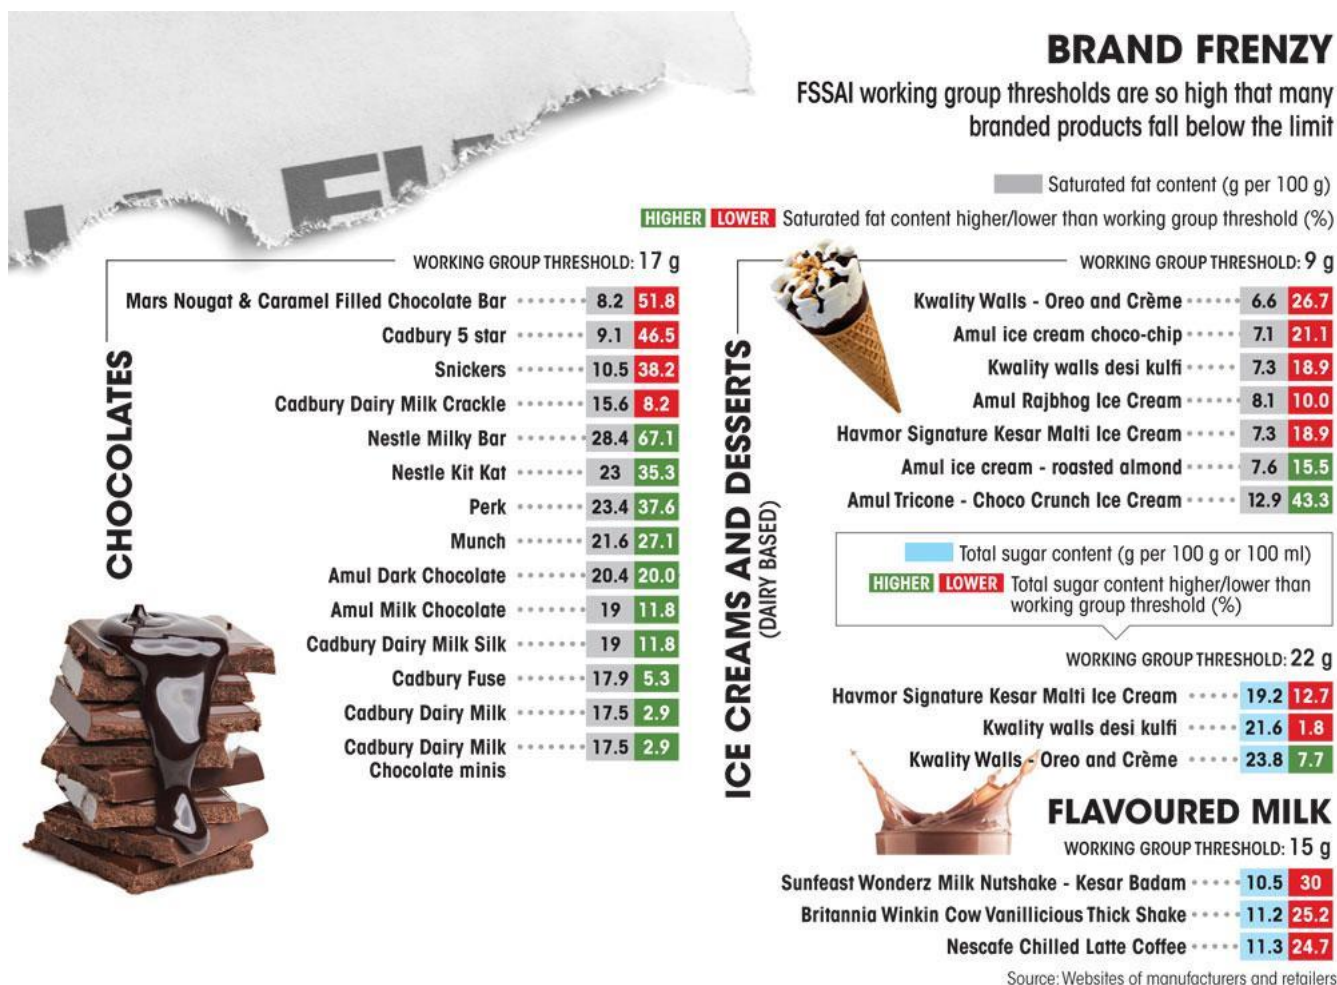 BRAND FRENZY
FSSAI working group thresholds are so high that many
branded products fall below the limit
Saturated fat content (g per 100 g)
HIGHER LOWER Saturated fat content higher/lower than working group threshold (%)
CHOCOLATES
WORKING GROUP THRESHOLD: 17 g
Mars Nougat & Caramel Filled Chocolate Bar 8.2 51.8
Cadbury 5 star 9.1 46.5
Snickers 10.5 38.2
Cadbury Dairy Milk Crackle 15.6 8.2
Nestle Milky Bar 28.4 67.1
Nestle Kit Kat 23 35.3
Perk 23.4 37.6
Munch 21.6 27.1
Amul Dark Chocolate 20.4 20.0
Amul Milk Chocolate 19 11.8
Cadbury Dairy Milk Silk 19 11.8
Cadbury Fuse 17.9 5.3
Cadbury Dairy Milk 17.5 2.9
Cadbury Dairy Milk 17.5 2.9
Chocolate minis
ICE CREAMS AND DESSERTS
(DAIRY BASED)
WORKING GROUP THRESHOLD: 9 g
Kwality Walls - Oreo and Crème 6.6 26.7
Amul ice cream choco-chip 7.1 21.1
Kwality walls desi kulfi 7.3 18.9
Amul Rajbhog Ice Cream 8.1 10.0
Havmor Signature Kesar Malti Ice Cream 7.3 18.9
Amul ice cream - roasted almond 7.6 15.5
Amul Tricone - Choco Crunch Ice Cream 12.9 43.3
Total sugar content (g per 100 g or 100 ml)
HIGHER LOWER Total sugar content higher/lower than
working group threshold (%)
WORKING GROUP THRESHOLD: 22 g
Havmor Signature Kesar Malti Ice Cream 19.2 12.7
Kwality walls desi kulfi 21.6 1.8
Kwality Walls - Oreo and Crème 23.8 7.7
FLAVOURED MILK
WORKING GROUP THRESHOLD: 15 g
Sunfeast Wonderz Milk Nutshake - Kesar Badam 10.5 30
Britannia Winkin Cow Vanillicious Thick Shake 11.2 25.2
Nescafe Chilled Latte Coffee 11.3 24.7
Source: Websites of manufacturers and retailers